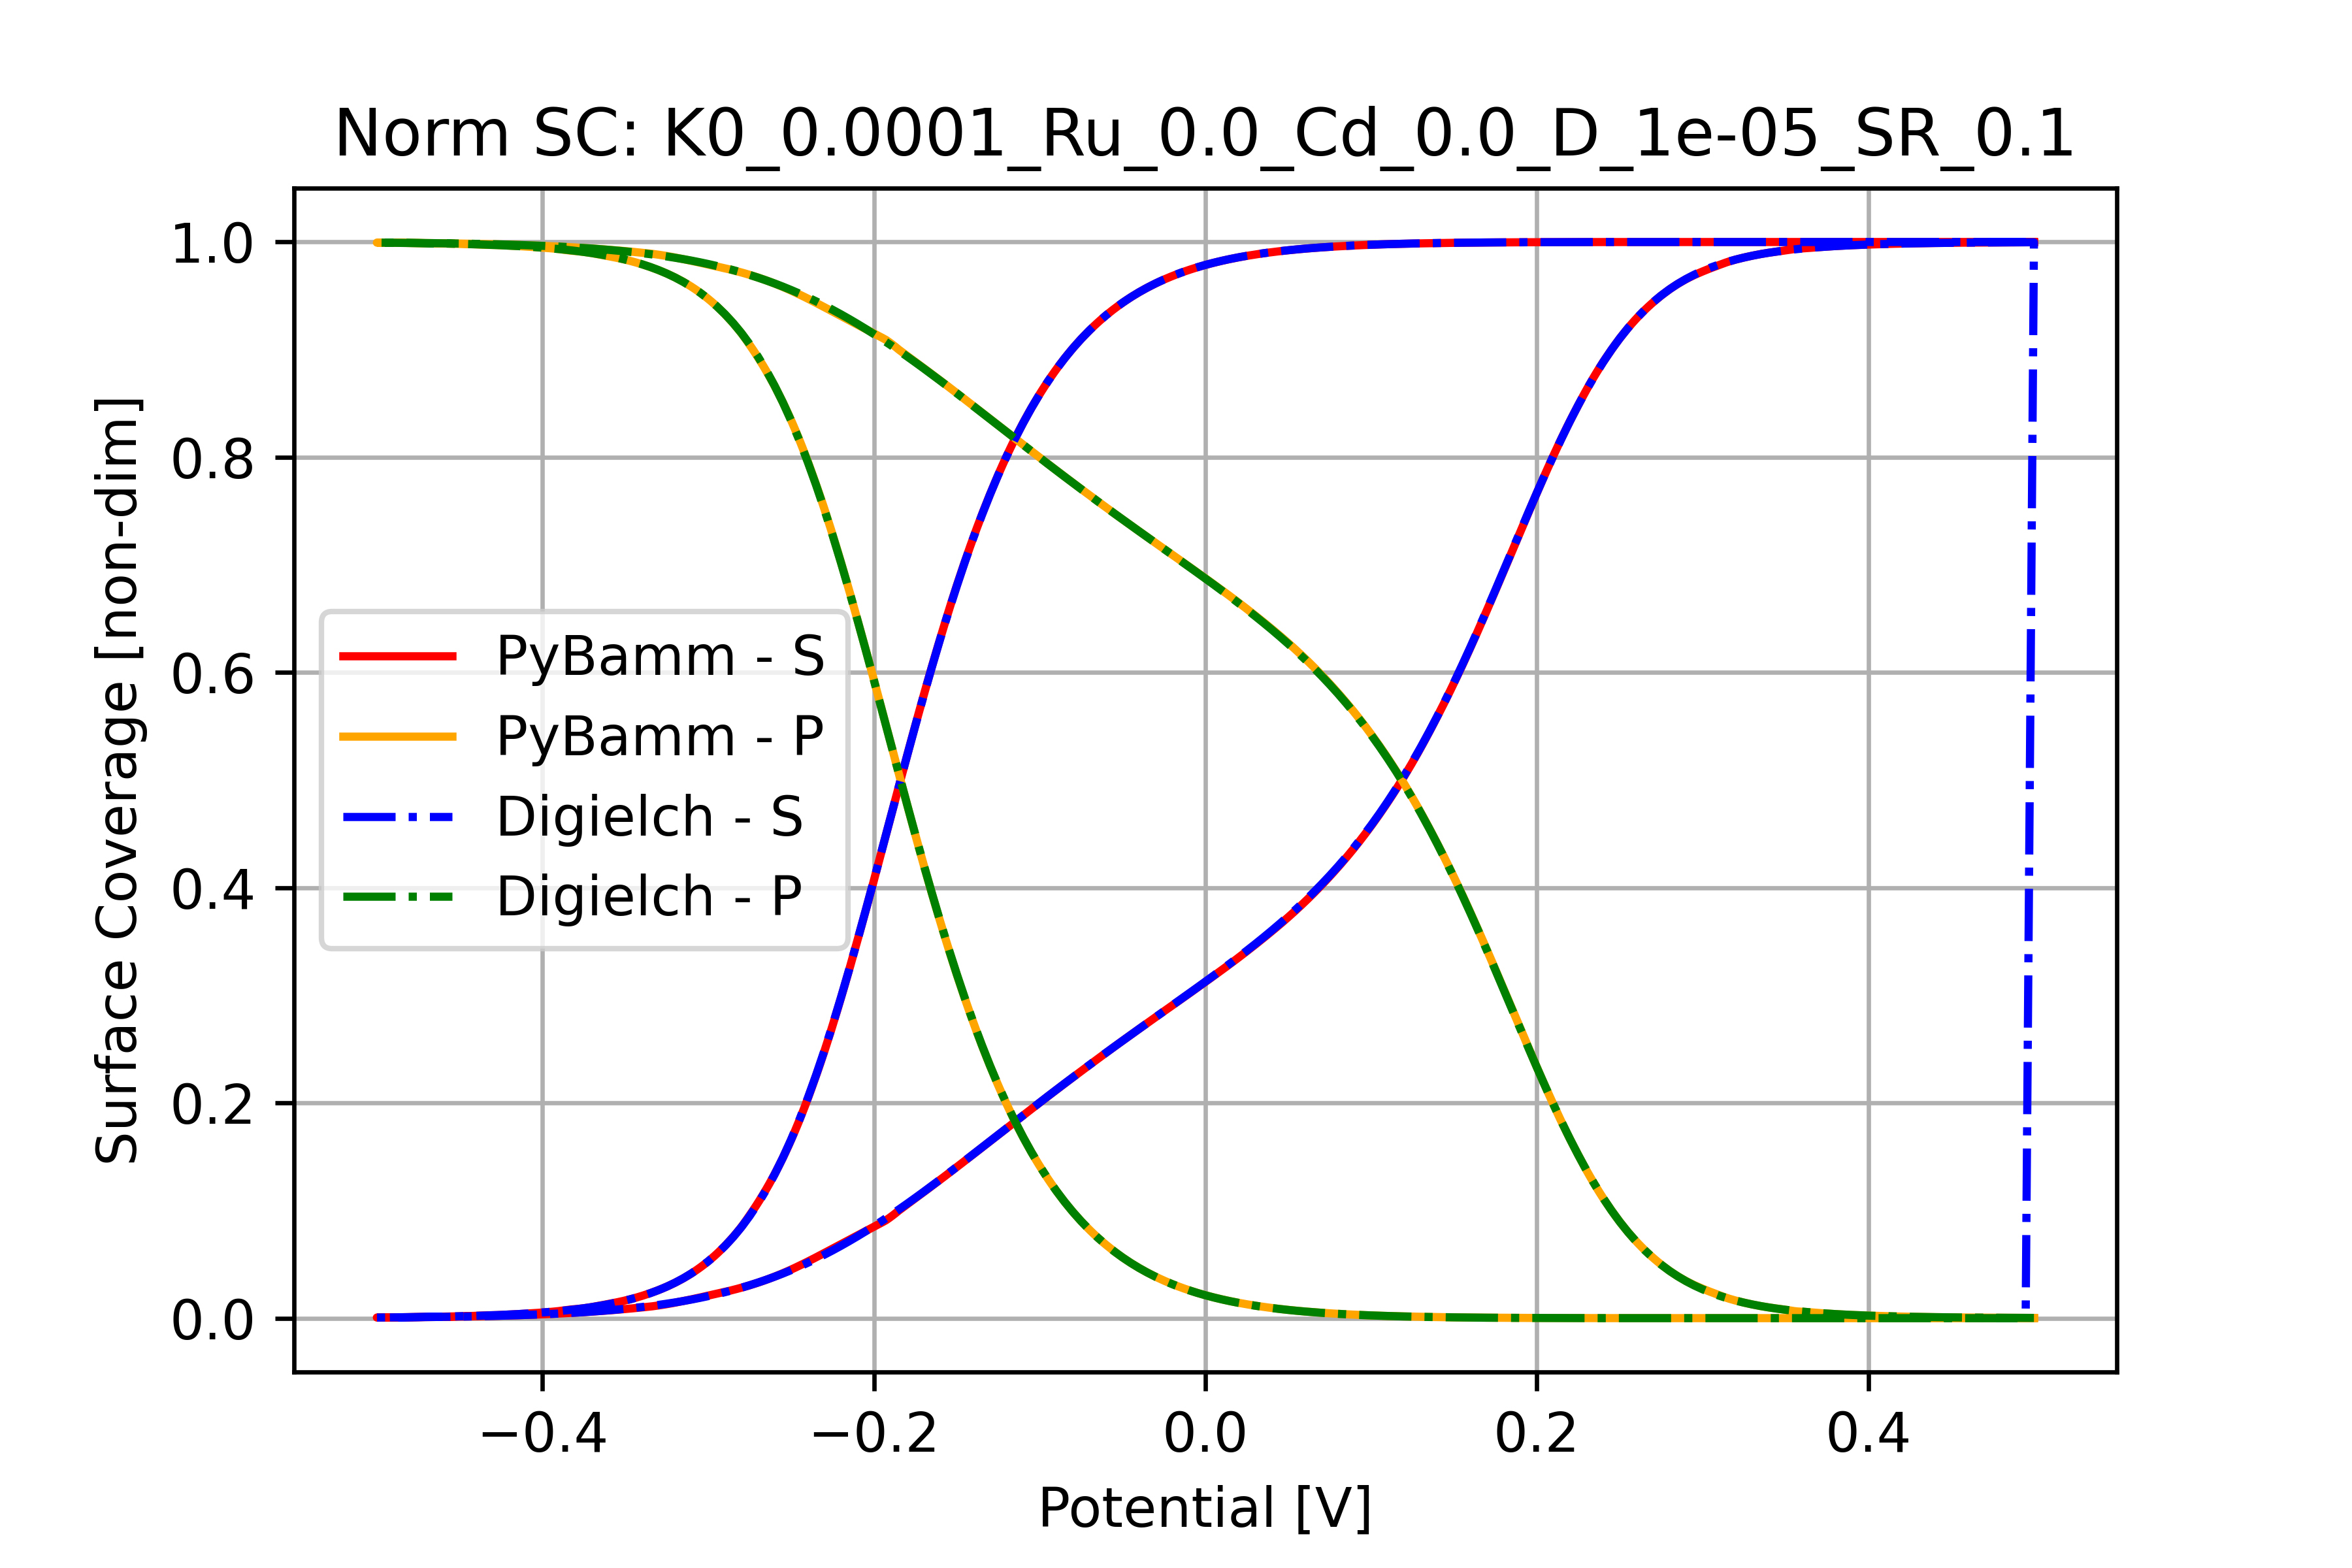 Norm SC: K0_0.0001_Ru_0.0_Cd_0.0_D_1e-05_SR_0.1
Surface Coverage [non-dim]
1.0
0.8
0.6
0.4
0.2
0.0
PyBamm - S
PyBamm - P
Digielch - S
Digielch - P
−0.4
−0.2
0.0
0.2
0.4
Potential [V]